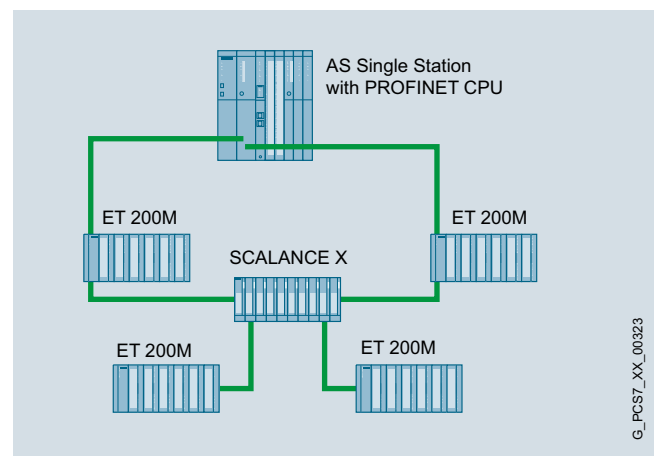 AS Single Station
with PROFINET CPU
ET 200M
ET 200M
SCALANCE X
ET 200M
ET 200M
G_PCS7_XX_00323